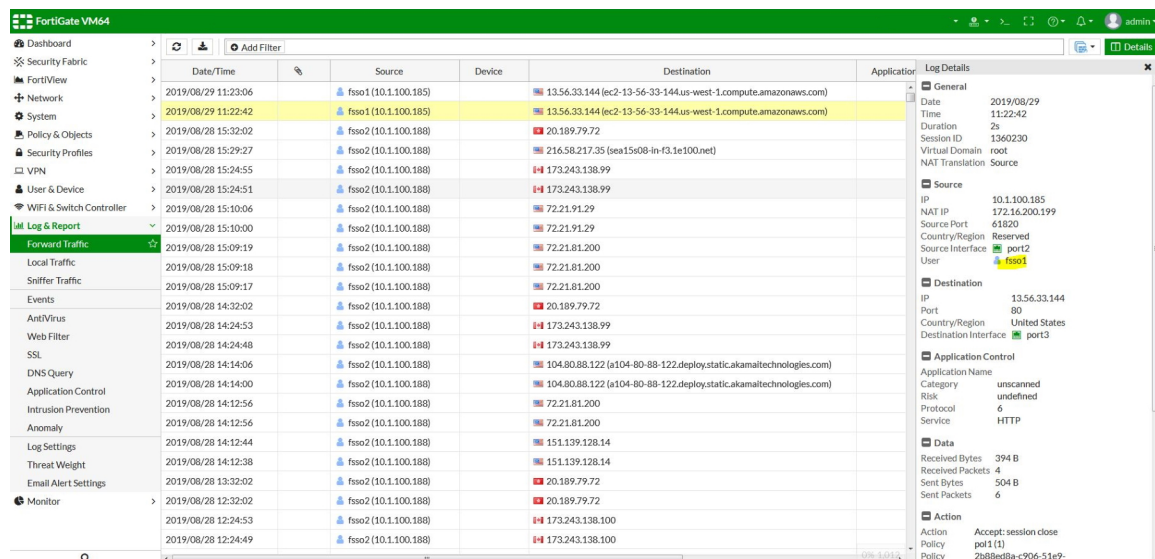 FortiGate VM64
admin
Dashboard
Security Fabric
FortiView
Network
System
Policy & Objects
Security Profiles
VPN
User & Device
WiFi & Switch Controller
Log & Report
Forward Traffic
Local Traffic
Sniffer Traffic
Events
AntiVirus
Web Filter
SSL
DNS Query
Application Control
Intrusion Prevention
Anomaly
Log Settings
Threat Weight
Email Alert Settings
Monitor
Add Filter
Details
Date/Time Source Device Destination Application
2019/08/29 11:23:06 fsso1 (10.1.100.185) 13.56.33.144 (ec2-13-56-33-144.us-west-1.compute.amazonaws.com)
2019/08/29 11:22:42 fsso1 (10.1.100.185) 13.56.33.144 (ec2-13-56-33-144.us-west-1.compute.amazonaws.com)
2019/08/28 15:32:02 fsso2 (10.1.100.188) 20.189.79.72
2019/08/28 15:29:27 fsso2 (10.1.100.188) 216.58.217.35 (sea15s08-in-f3.1e100.net)
2019/08/28 15:24:55 fsso2 (10.1.100.188) 173.243.138.99
2019/08/28 15:24:51 fsso2 (10.1.100.188) 173.243.138.99
2019/08/28 15:10:06 fsso2 (10.1.100.188) 72.21.91.29
2019/08/28 15:10:00 fsso2 (10.1.100.188) 72.21.91.29
2019/08/28 15:09:19 fsso2 (10.1.100.188) 72.21.81.200
2019/08/28 15:09:18 fsso2 (10.1.100.188) 72.21.81.200
2019/08/28 15:09:17 fsso2 (10.1.100.188) 72.21.81.200
2019/08/28 14:32:02 fsso2 (10.1.100.188) 20.189.79.72
2019/08/28 14:24:53 fsso2 (10.1.100.188) 173.243.138.99
2019/08/28 14:24:48 fsso2 (10.1.100.188) 173.243.138.99
2019/08/28 14:14:06 fsso2 (10.1.100.188) 104.80.88.122 (a104-80-88-122.deploy.static.akamaitechnologies.com)
2019/08/28 14:14:00 fsso2 (10.1.100.188) 104.80.88.122 (a104-80-88-122.deploy.static.akamaitechnologies.com)
2019/08/28 14:12:56 fsso2 (10.1.100.188) 72.21.81.200
2019/08/28 14:12:56 fsso2 (10.1.100.188) 72.21.81.200
2019/08/28 14:12:44 fsso2 (10.1.100.188) 151.139.128.14
2019/08/28 14:12:38 fsso2 (10.1.100.188) 151.139.128.14
2019/08/28 13:32:02 fsso2 (10.1.100.188) 20.189.79.72
2019/08/28 12:32:02 fsso2 (10.1.100.188) 20.189.79.72
2019/08/28 12:24:53 fsso2 (10.1.100.188) 173.243.138.100
2019/08/28 12:24:49 fsso2 (10.1.100.188) 173.243.138.100
0% 1,012
Log Details
General
Date 2019/08/29
Time 11:22:42
Duration 2s
Session ID 1360230
Virtual Domain root
NAT Translation Source
Source
IP 10.1.100.185
NAT IP 172.16.200.199
Source Port 61820
Country/Region Reserved
Source Interface port2
User fsso1
Destination
IP 13.56.33.144
Port 80
Country/Region United States
Destination Interface port3
Application Control
Application Name
Category unscanned
Risk undefined
Protocol 6
Service HTTP
Data
Received Bytes 394 B
Received Packets 4
Sent Bytes 504 B
Sent Packets 6
Action
Action Accept: session close
Policy pol1 (1)
Policy 2b88ed8a-c906-51e9-